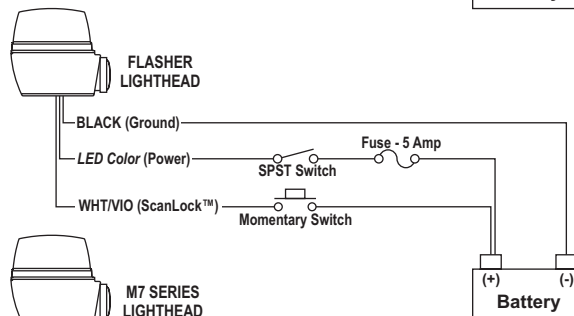 FLASHER
LIGHTHEAD
BLACK (Ground)
LED Color (Power)
SPST Switch
Fuse - 5 Amp
WHT/VIO (ScanLock™)
Momentary Switch
(+)
(-)
Battery
M7 SERIES
LIGHTHEAD